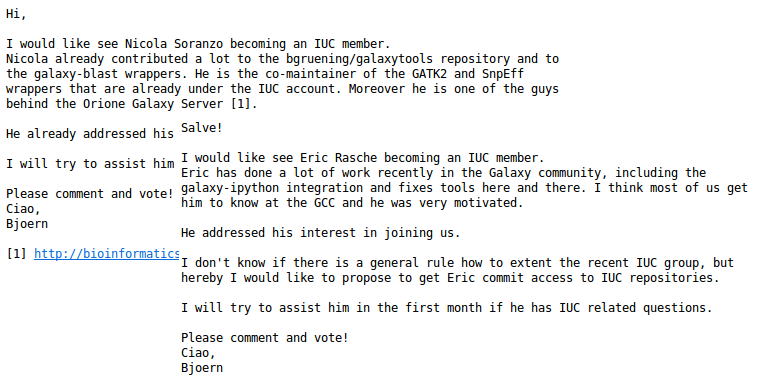 Hi,
I would like see Nicola Soranzo becoming an IUC member.
Nicola already contributed a lot to the bgruening/galaxytools repository and to
the galaxy-blast wrappers. He is the co-maintainer of the GATK2 and SnpEff
wrappers that are already under the IUC account. Moreover he is one of the guys
behind the Orione Galaxy Server [1].
He already addressed his
I will try to assist him
Please comment and vote!
Ciao,
Bjoern
[1] http://bioinformatics
Salve!
I would like see Eric Rasche becoming an IUC member.
Eric has done a lot of work recently in the Galaxy community, including the
galaxy-ipython integration and fixes tools here and there. I think most of us get
him to know at the GCC and he was very motivated.
He addressed his interest in joining us.
I don't know if there is a general rule how to extent the recent IUC group, but
hereby I would like to propose to get Eric commit access to IUC repositories.
I will try to assist him in the first month if he has IUC related questions.
Please comment and vote!
Ciao,
Bjoern